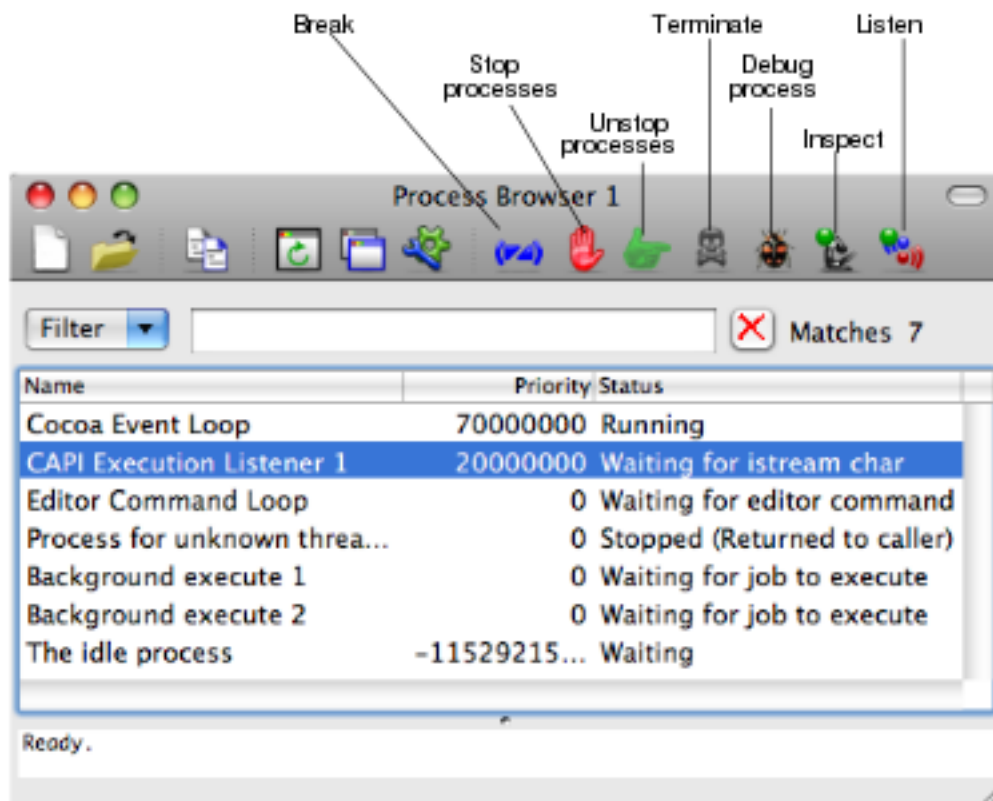 Break
Terminate
Listen
Stop
processes
Debug
process
Unstop
processes
Inspect
Process Browser 1
Filter
Matches 7
Name Priority Status
Cocoa Event Loop 70000000 Running
CAPI Execution Listener 1 20000000 Waiting for istream char
Editor Command Loop 0 Waiting for editor command
Process for unknown threa... 0 Stopped (Returned to caller)
Background execute 1 0 Waiting for job to execute
Background execute 2 0 Waiting for job to execute
The idle process -11529215... Waiting
Ready.